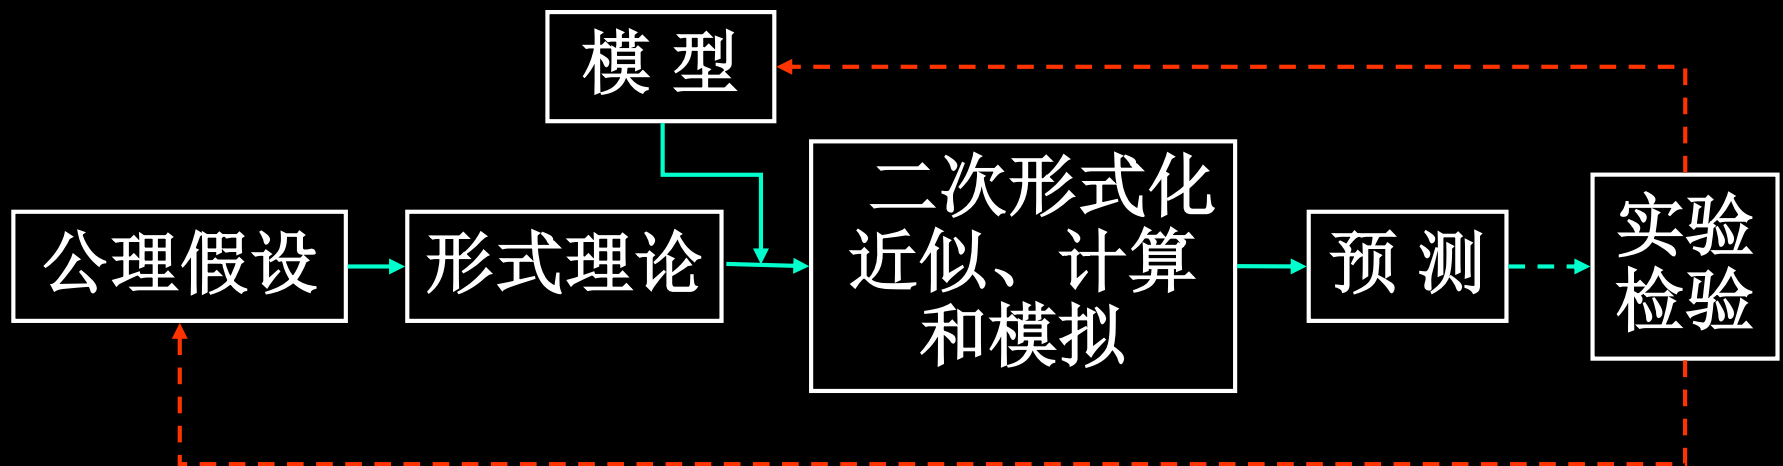 模 型
公理假设
形式理论
二次形式化
近似、计算
和模拟
预 测
实验
检验